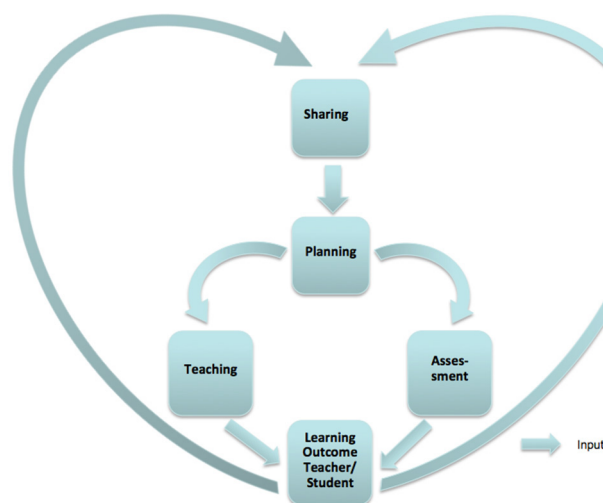 Sharing
Planning
Teaching
Asses-
sment
Learning
Outcome
Teacher/
Student
Input